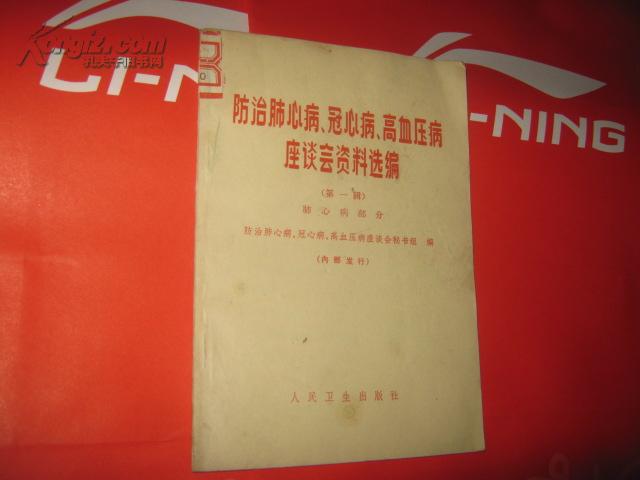 Kongfz.com
孔夫子旧书网
LI-NING
LI-NING
防治肺心病、冠心病、高血压病
座谈会资料选编
(第一辑)
肺心病部分
防治肺心病、冠心病、高血压病座谈会秘书组 编
(内部发行)
人民卫生出版社